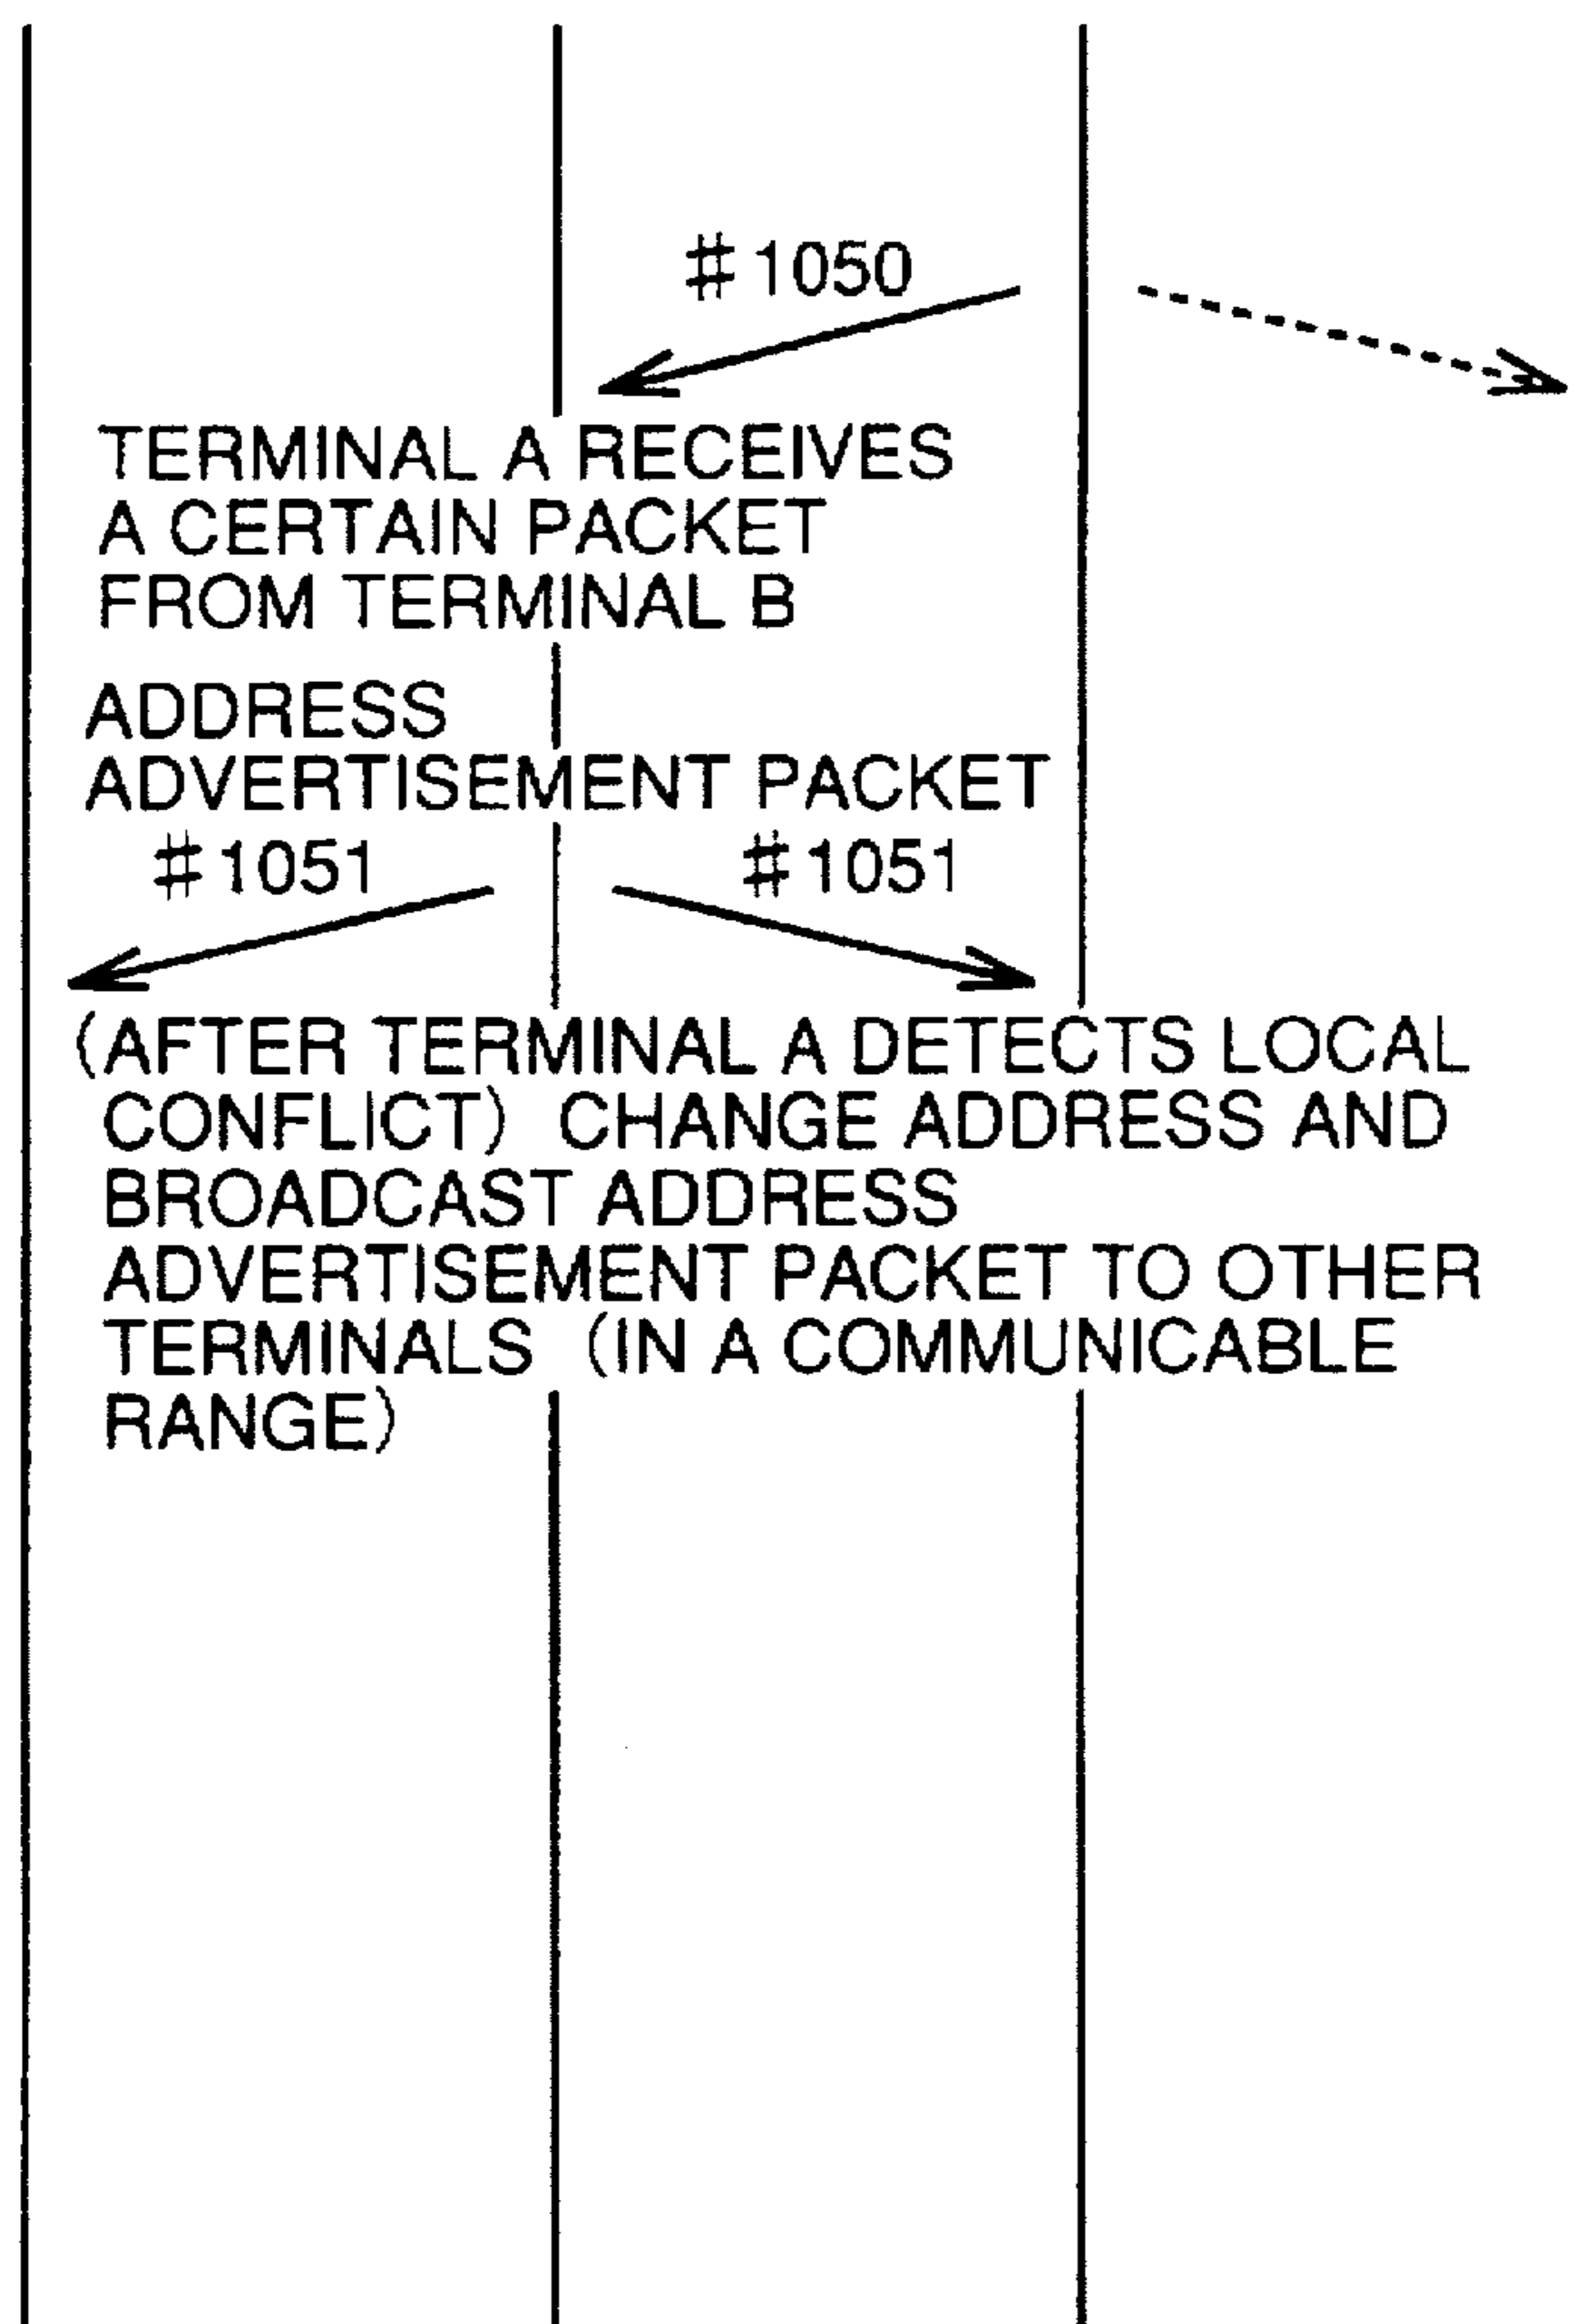 #1050
TERMINAL A RECEIVES
A CERTAIN PACKET
FROM TERMINAL B
ADDRESS
ADVERTISEMENT PACKET
#1051 #1051
(AFTER TERMINAL A DETECTS LOCAL
CONFLICT) CHANGE ADDRESS AND
BROADCAST ADDRESS
ADVERTISEMENT PACKET TO OTHER
TERMINALS (IN A COMMUNICABLE
RANGE)